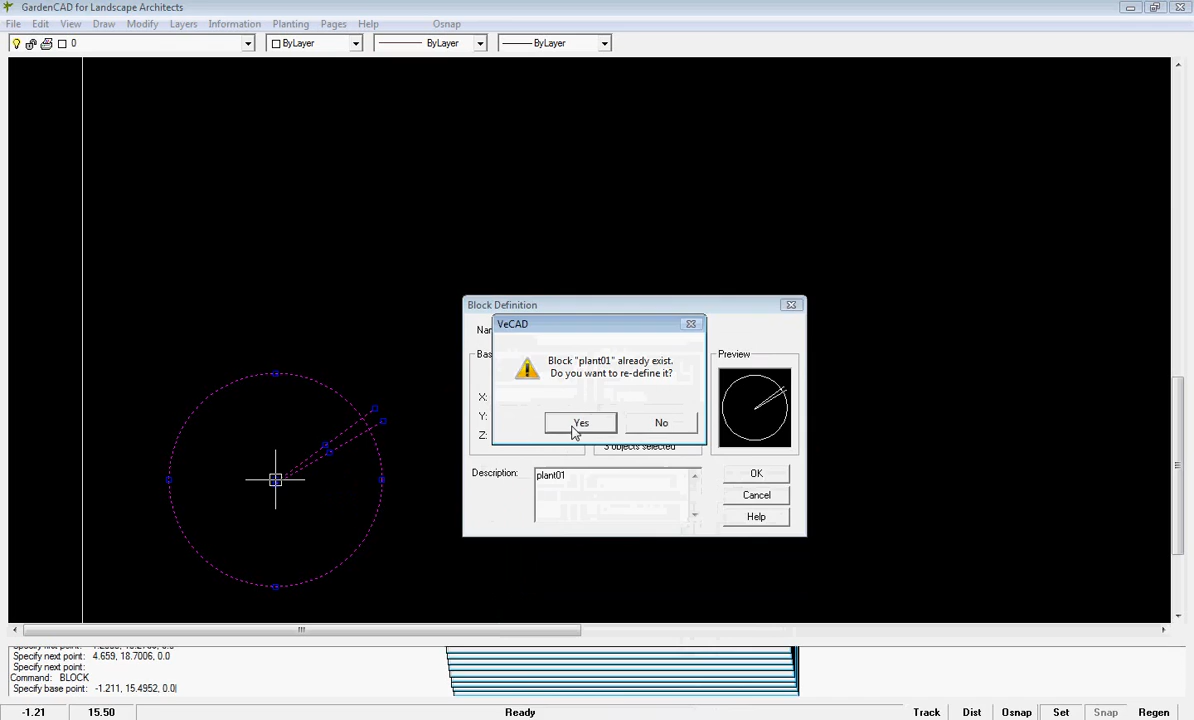 GardenCAD for Landscape Architects
File Edit View Draw Modify Layers Information Planting Pages Help Osnap
0 ByLayer ByLayer ByLayer
Block Definition
VeCAD
Block "plant01" already exist.
Do you want to re-define it?
Yes No
Preview
X:
Y:
Z:
3 objects selected
Description: plant01
OK
Cancel
Help
Specify next point: 4.659, 18.7006, 0.0
Specify next point:
Command: BLOCK
Specify base point: -1.211, 15.4952, 0.0
-1.21 15.50 Ready Track Dist Osnap Set Snap Regen